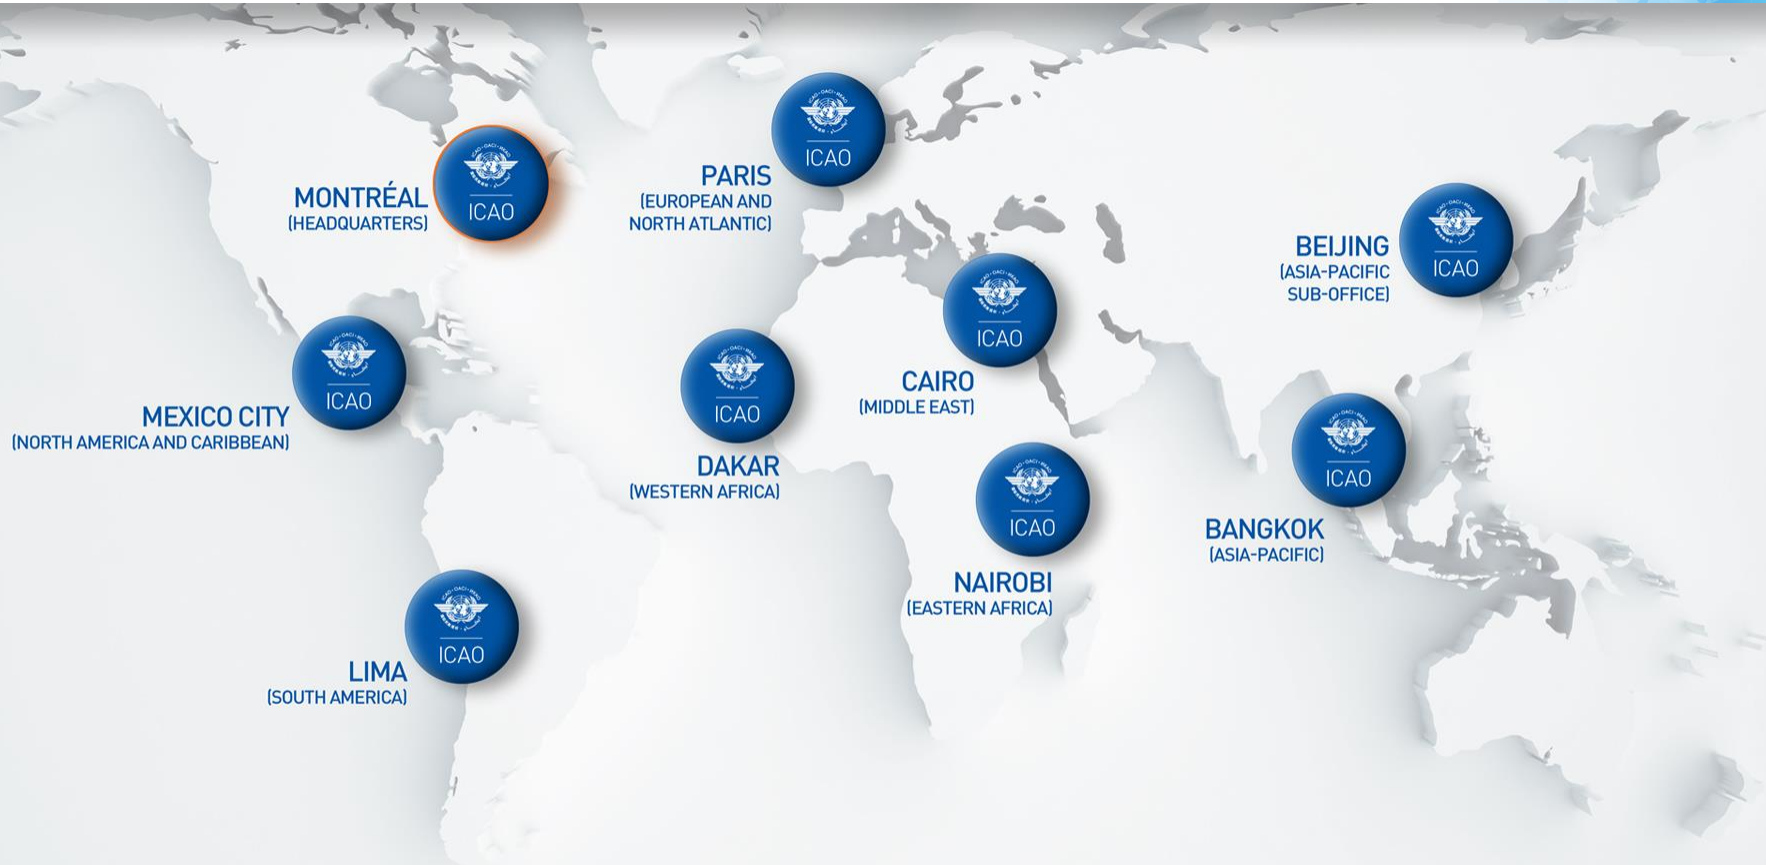 ICAO
MONTRÉAL
(HEADQUARTERS)
ICAO
PARIS
(EUROPEAN AND
NORTH ATLANTIC)
ICAO
BEIJING
(ASIA-PACIFIC
SUB-OFFICE)
ICAO
MEXICO CITY
(NORTH AMERICA AND CARIBBEAN)
ICAO
DAKAR
(WESTERN AFRICA)
ICAO
CAIRO
(MIDDLE EAST)
ICAO
NAIROBI
(EASTERN AFRICA)
ICAO
BANGKOK
(ASIA-PACIFIC)
ICAO
LIMA
(SOUTH AMERICA)